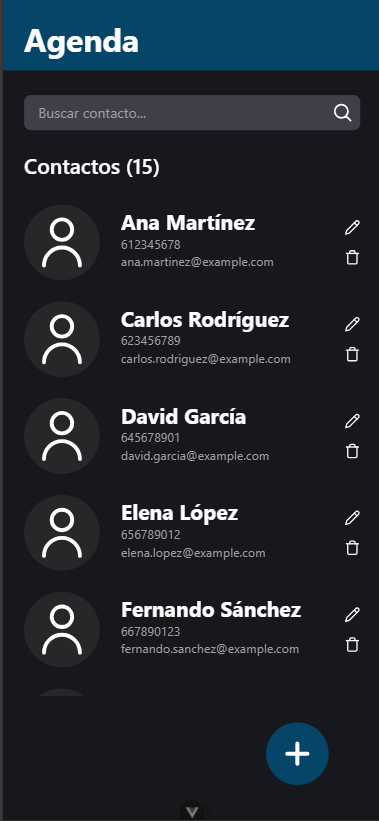 Agenda
Buscar contacto...
Contactos (15)
Ana Martínez
612345678
ana.martinez@example.com
Carlos Rodríguez
623456789
carlos.rodriguez@example.com
David García
645678901
david.garcia@example.com
Elena López
656789012
elena.lopez@example.com
Fernando Sánchez
667890123
fernando.sanchez@example.com